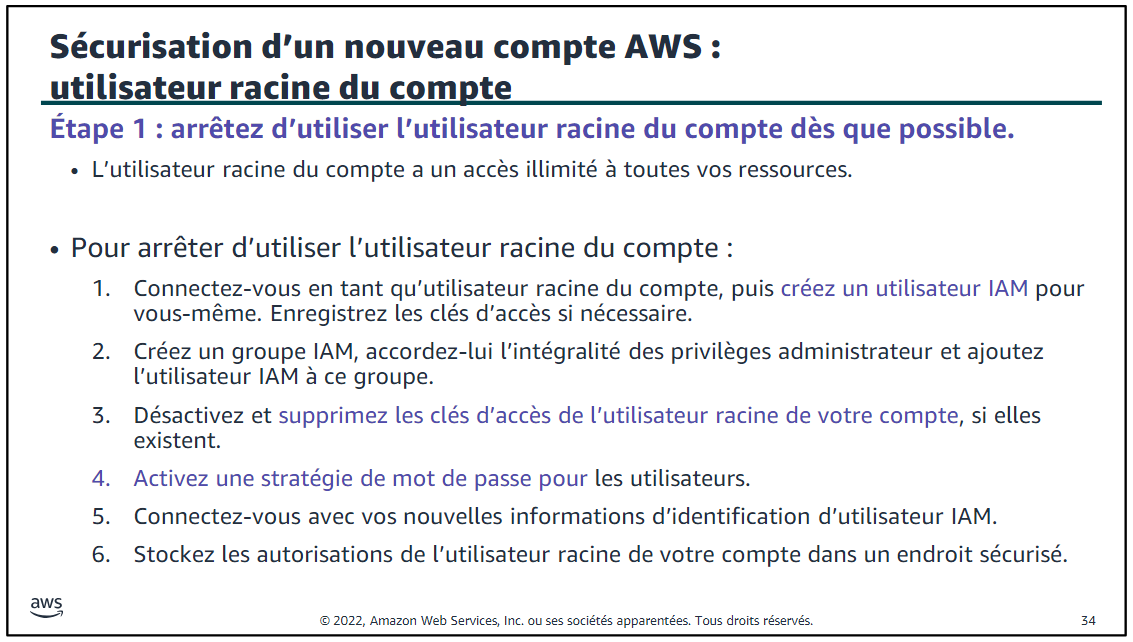 Sécurisation d’un nouveau compte AWS :
utilisateur racine du compte
Étape 1 : arrêtez d’utiliser l’utilisateur racine du compte dès que possible.
• L’utilisateur racine du compte a un accès illimité à toutes vos ressources.
• Pour arrêter d’utiliser l’utilisateur racine du compte :
1. Connectez-vous en tant qu’utilisateur racine du compte, puis créez un utilisateur IAM pour
vous-même. Enregistrez les clés d’accès si nécessaire.
2. Créez un groupe IAM, accordez-lui l’intégralité des privilèges administrateur et ajoutez
l’utilisateur IAM à ce groupe.
3. Désactivez et supprimez les clés d’accès de l’utilisateur racine de votre compte, si elles
existent.
4. Activez une stratégie de mot de passe pour les utilisateurs.
5. Connectez-vous avec vos nouvelles informations d’identification d’utilisateur IAM.
6. Stockez les autorisations de l’utilisateur racine de votre compte dans un endroit sécurisé.
aws
© 2022, Amazon Web Services, Inc. ou ses sociétés apparentées. Tous droits réservés.
34